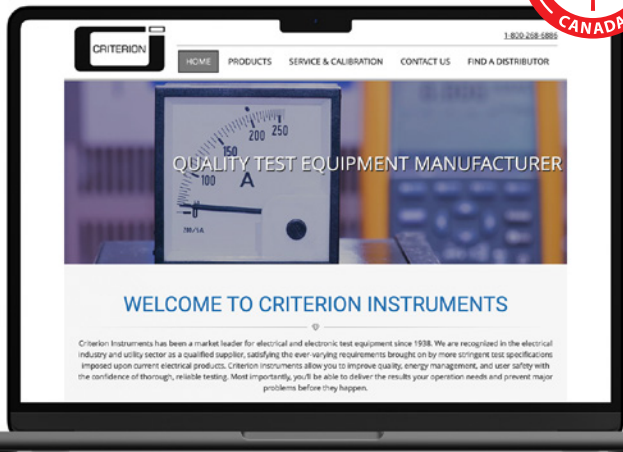 CANADA
1-800-268-6886
CRITERION
HOME PRODUCTS SERVICE & CALIBRATION CONTACT US FIND A DISTRIBUTOR
QUALITY TEST EQUIPMENT MANUFACTURER
0 100 150 200 250
A
WELCOME TO CRITERION INSTRUMENTS
Criterion Instruments has been a market leader for electrical and electronic test equipment since 1938. We are recognized in the electrical
industry and utility sector as a qualified supplier, satisfying the ever-varying requirements brought on by more stringent test specifications
imposed upon current electrical products. Criterion Instruments allow you to improve quality, energy management, and user safety with
the confidence of thorough, reliable testing. Most importantly, you'll be able to deliver the results your operation needs and prevent major
problems before they happen.